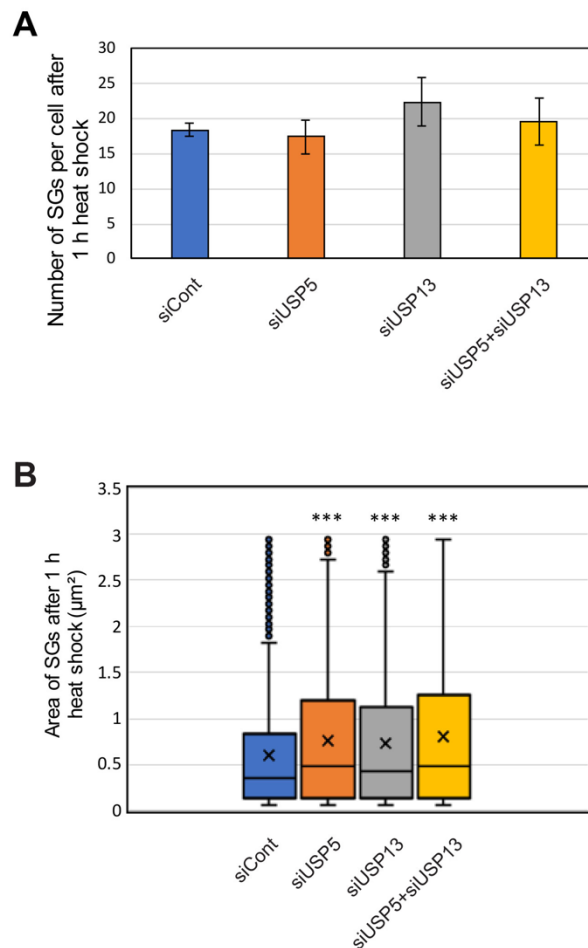 A
Number of SGs per cell after
1 h heat shock
30
25
20
15
10
5
0
siCont
siUSP5
siUSP13
siUSP5+siUSP13
B
Area of SGs after 1 h
heat shock (µm²)
3.5
3
2.5
2
1.5
1
0.5
0
*** *** ***
siCont
siUSP5
siUSP13
siUSP5+siUSP13